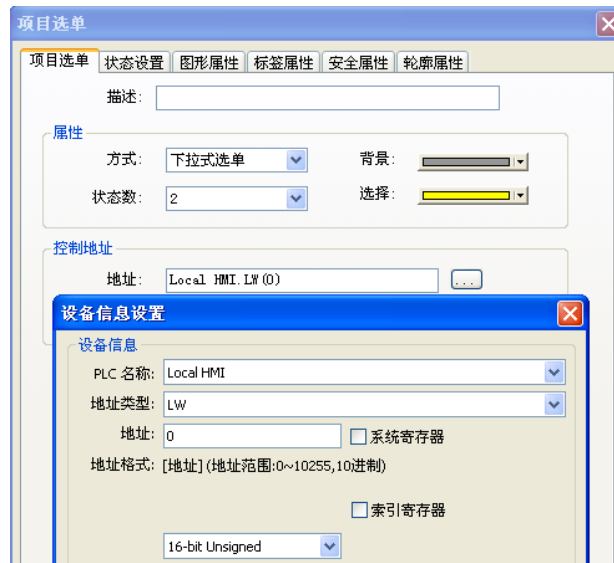 项目选单
项目选单 状态设置 图形属性 标签属性 安全属性 轮廓属性
描述:
属性
方式: 下拉式选单 背景:
状态数: 2 选择:
控制地址
地址: Local HMI.LW(0) ...
设备信息设置
设备信息
PLC 名称: Local HMI
地址类型: LW
地址: 0 系统寄存器
地址格式: [地址](地址范围:0~10255,10进制)
索引寄存器
16-bit Unsigned